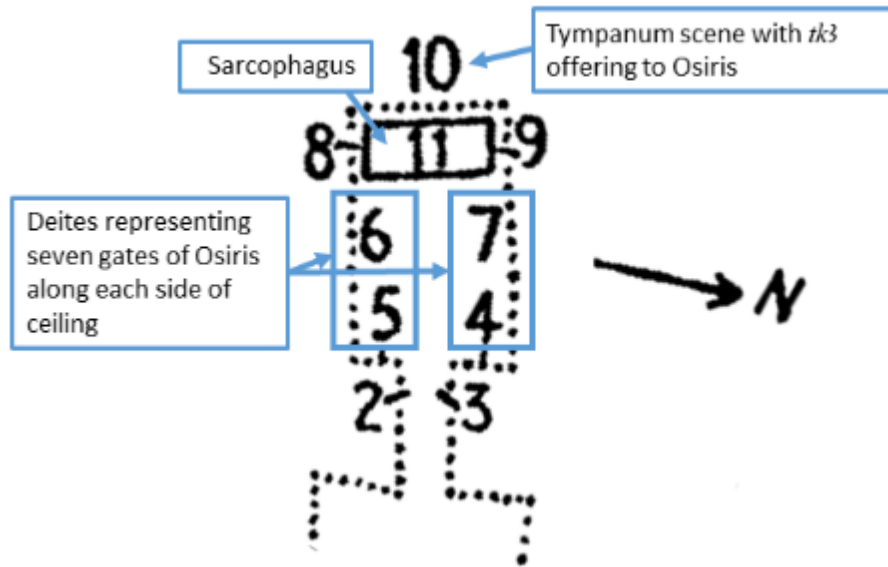 10
Tympanum scene with tk3
offering to Osiris
Sarcophagus
8
11
9
Deites representing
seven gates of Osiris
along each side of
ceiling
6
7
5
4
N
2
3